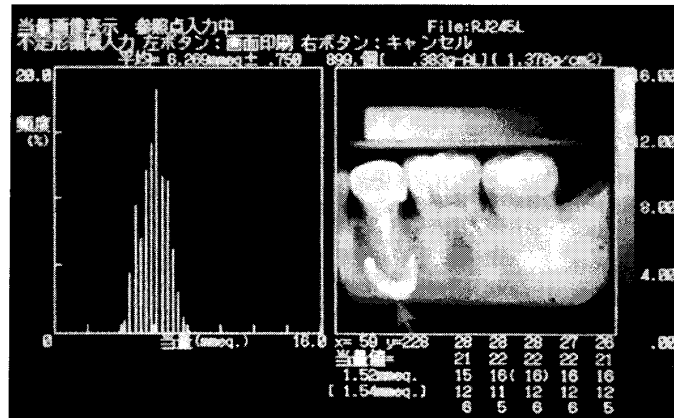 当量画像表示 参照点入力中 File:RJ245L
不定形領域入力 左ボタン：画面印刷 右ボタン：キャンセル
平均= 6.269mmeq± .750 899.個[ .383g-AL]( 1.378g/cm2)
20.0
頻度
(%)
0
当量(mmeq.)
16.0
16.00
12.00
8.00
4.00
.00
x= 59 y=228 28 28 28 27 26
当量値= 21 22 22 22 21
1.52mmeq. 15 16( 16) 16 16
[ 1.54mmeq.] 12 11 12 12 12
6 5 6 6 5